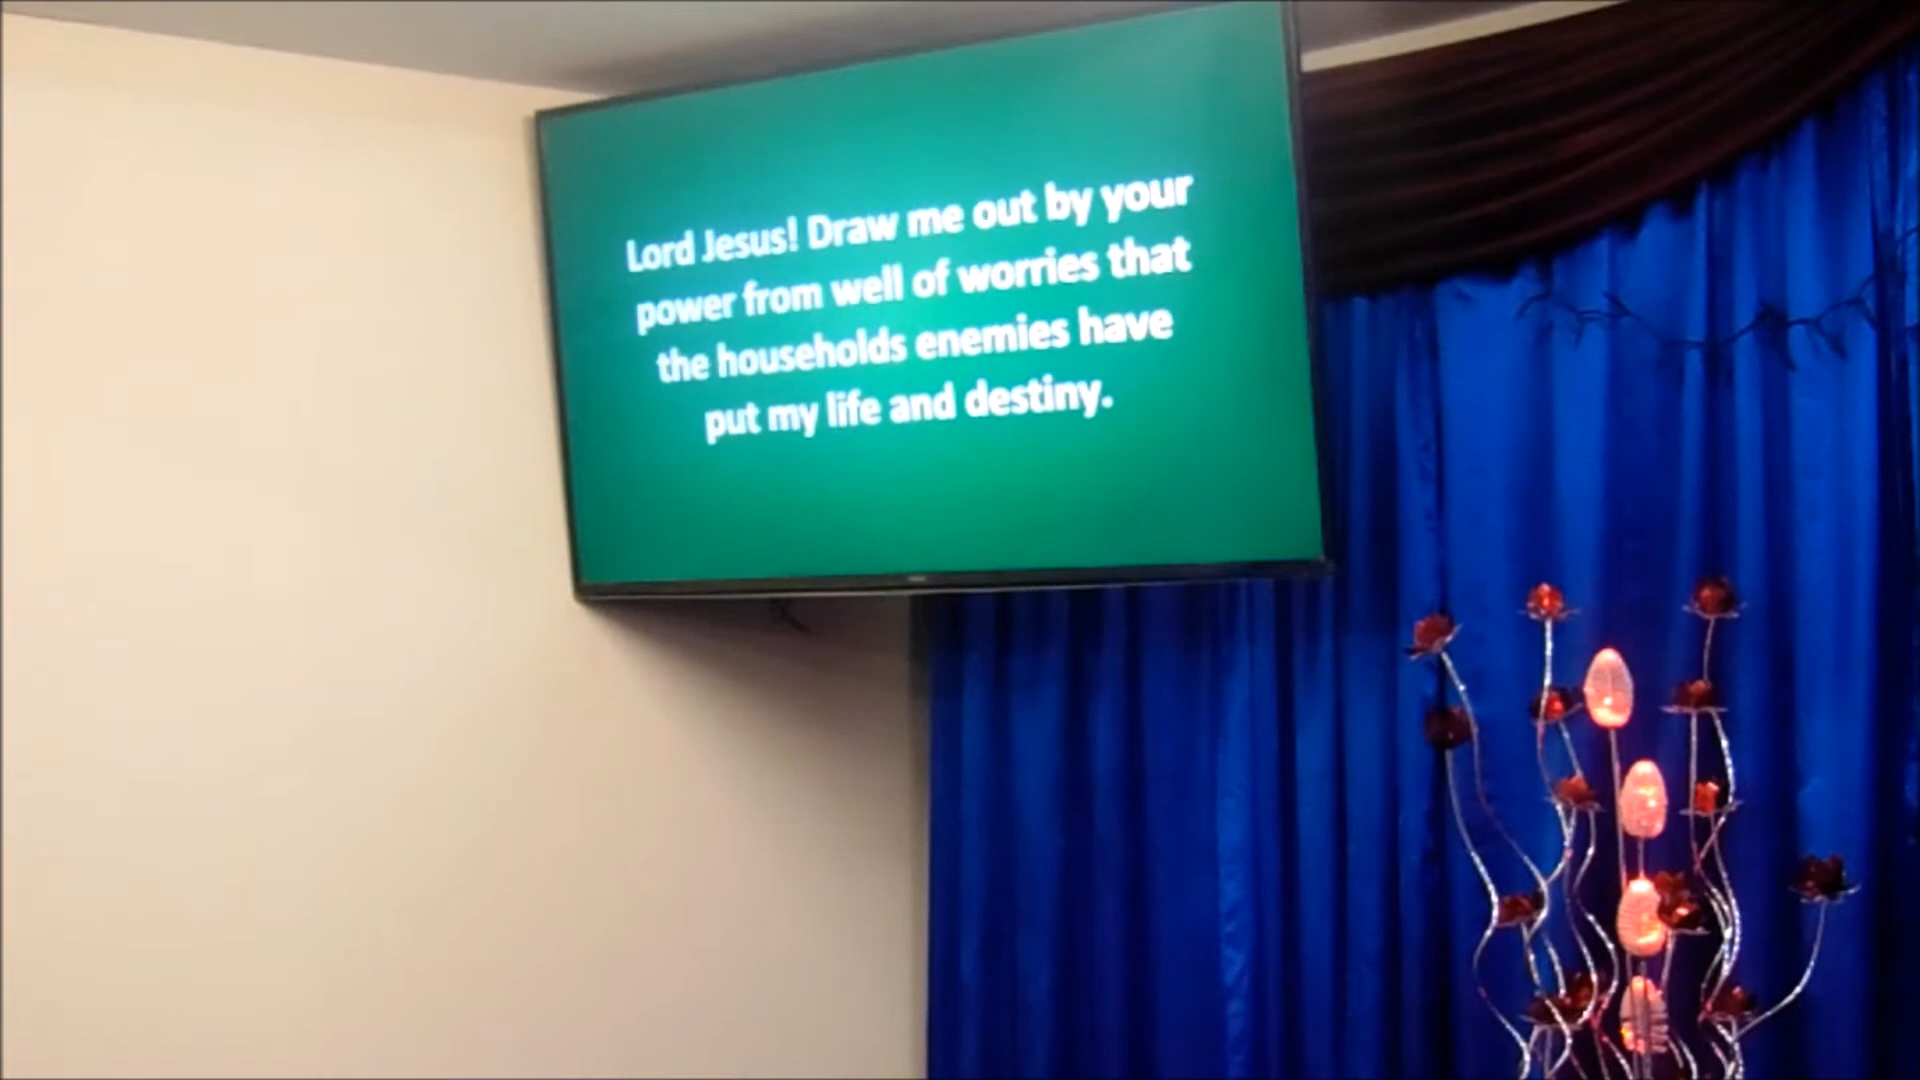 Lord Jesus! Draw me out by your
power from well of worries that
the households enemies have
put my life and destiny.